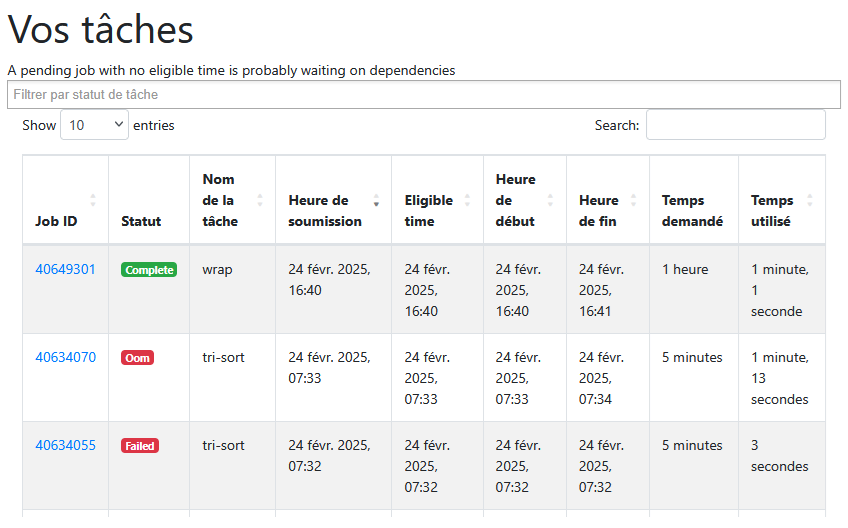 Vos tâches
A pending job with no eligible time is probably waiting on dependencies
Filtrer par statut de tâche
Show 10 entries
Search:
Job ID
Statut
Nom
de la
tâche
Heure de
soumission
Eligible
time
Heure
de
début
Heure
de fin
Temps
demandé
Temps
utilisé
40649301
Complete
wrap
24 févr. 2025,
16:40
24 févr.
2025,
16:40
24 févr.
2025,
16:40
24 févr.
2025,
16:41
1 heure
1 minute,
1
seconde
40634070
Oom
tri-sort
24 févr. 2025,
07:33
24 févr.
2025,
07:33
24 févr.
2025,
07:33
24 févr.
2025,
07:34
5 minutes
1 minute,
13
secondes
40634055
Failed
tri-sort
24 févr. 2025,
07:32
24 févr.
2025,
07:32
24 févr.
2025,
07:32
24 févr.
2025,
07:32
5 minutes
3
secondes